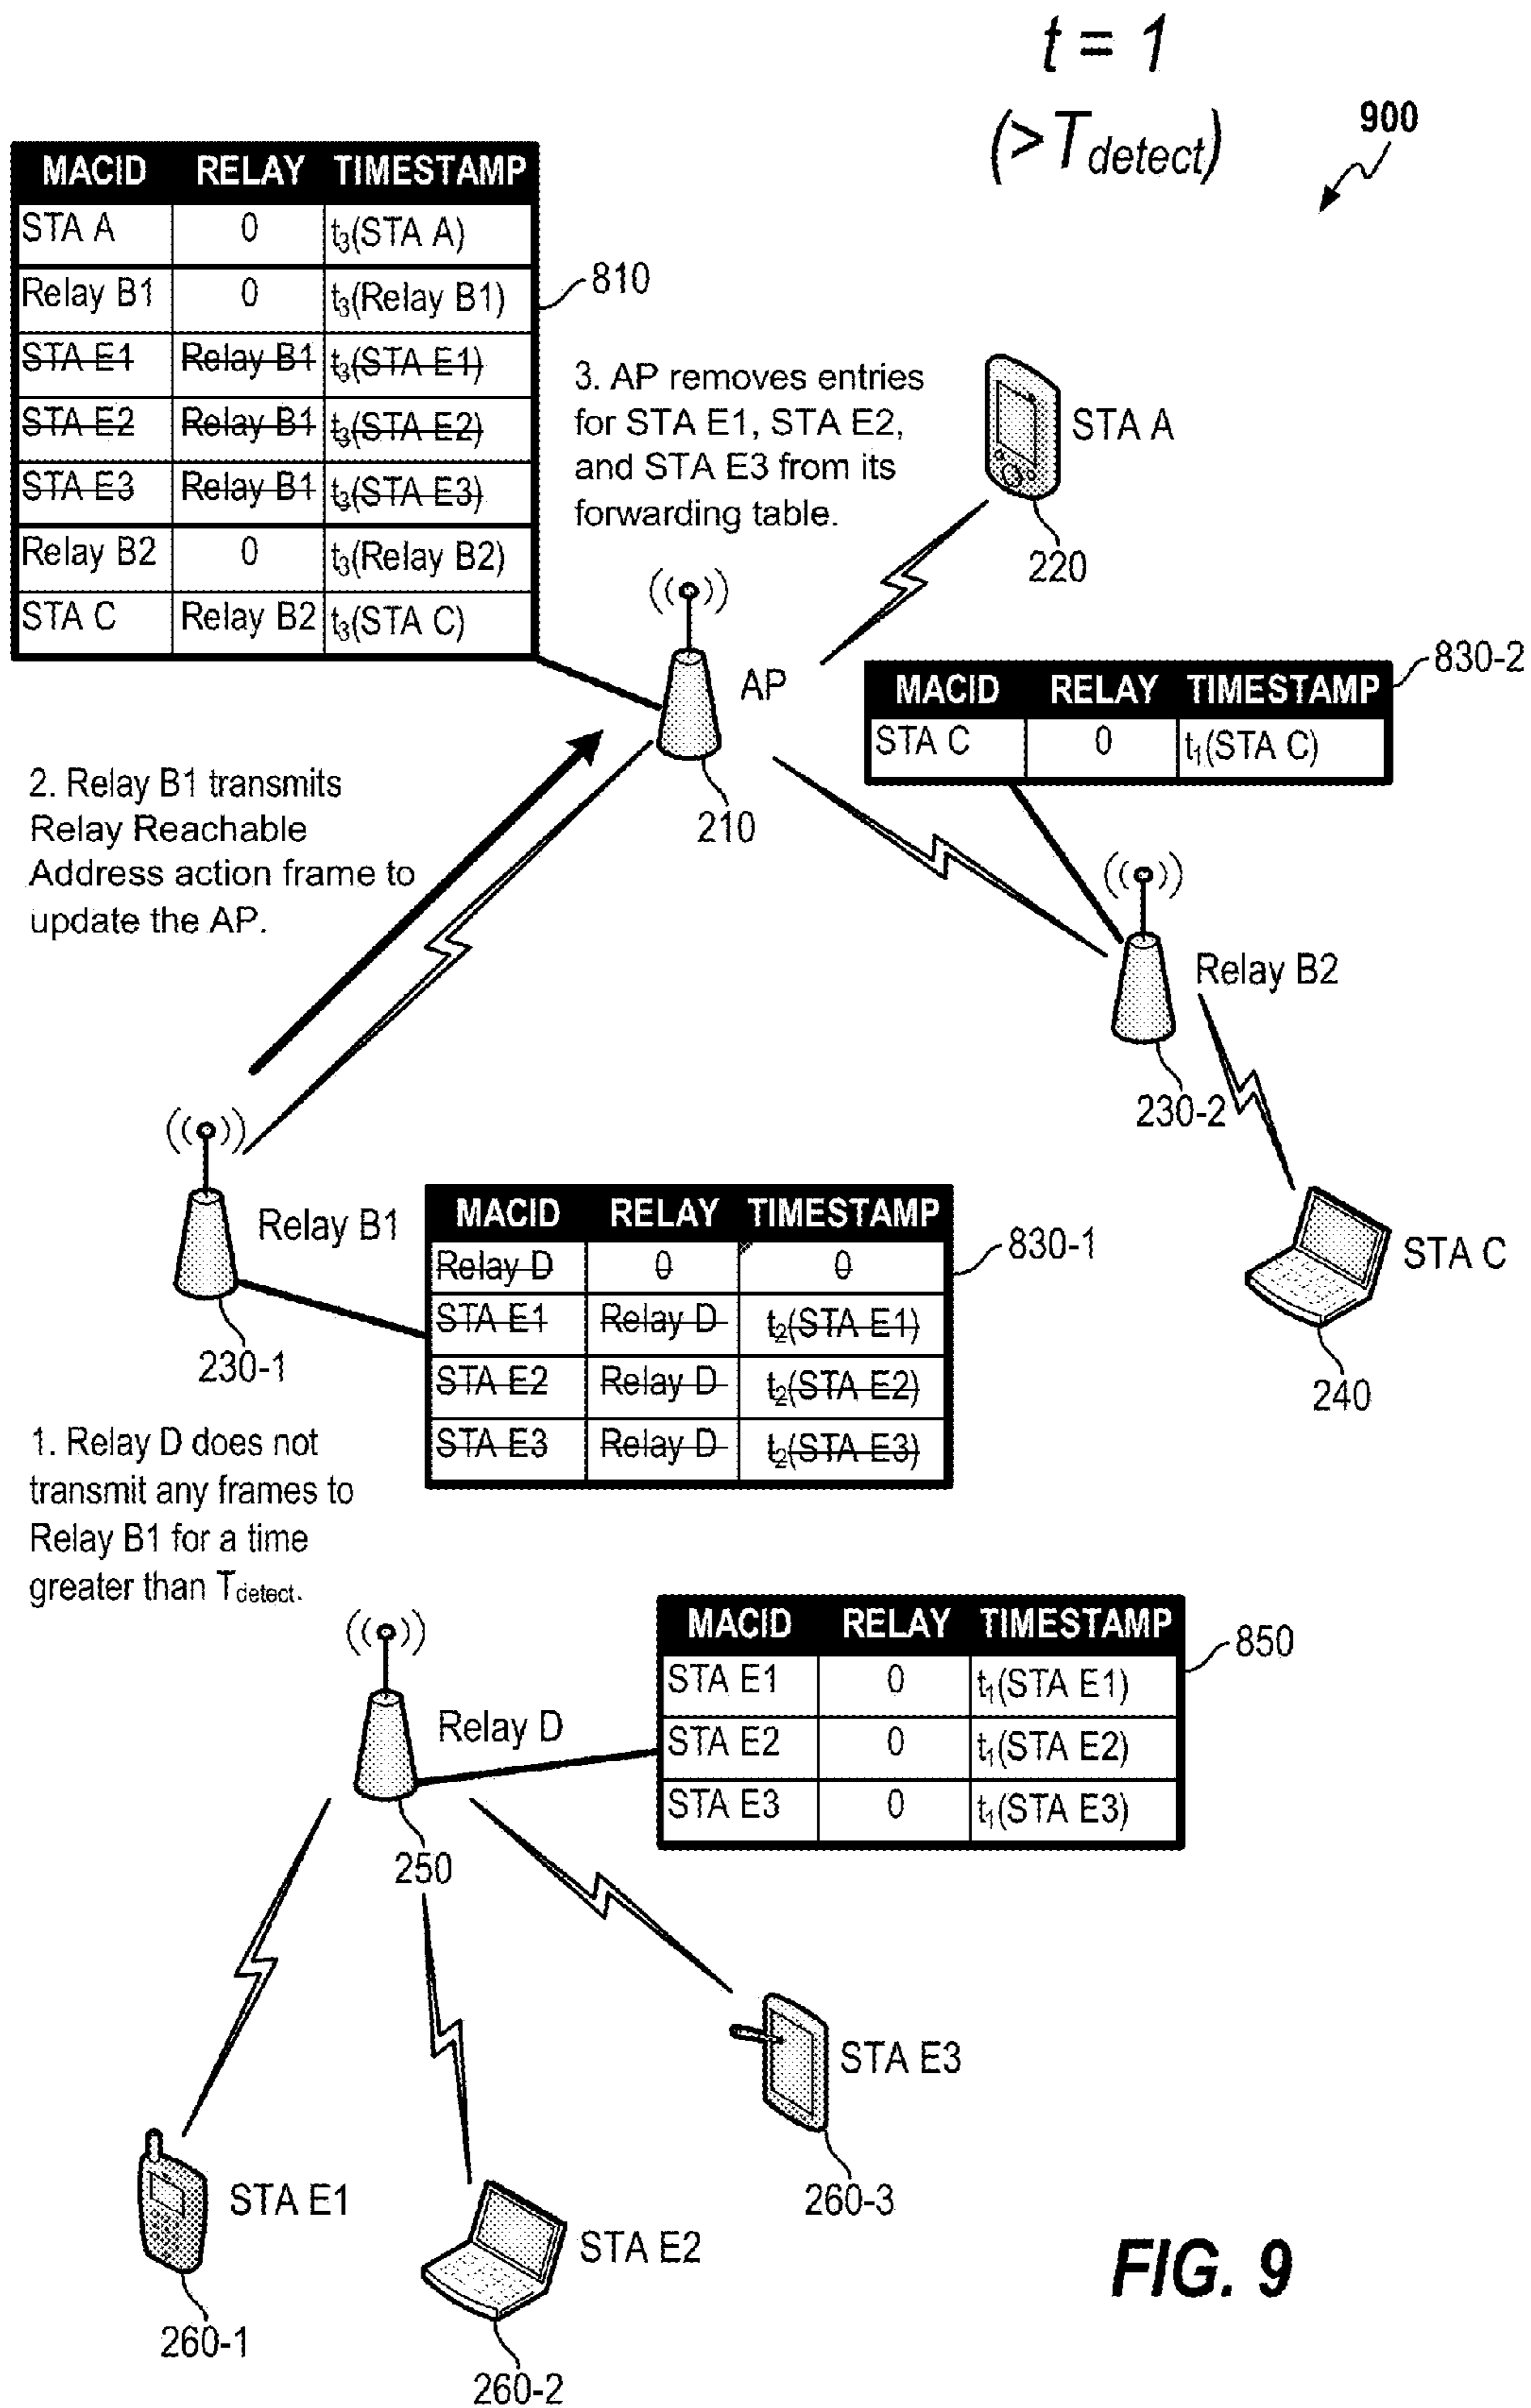 t = 1
(> Tdetect)
900
MACID RELAY TIMESTAMP
STA A 0 t3(STA A)
Relay B1 0 t3(Relay B1)
STA E1 Relay B1 t3(STA E1)
STA E2 Relay B1 t3(STA E2)
STA E3 Relay B1 t3(STA E3)
Relay B2 0 t3(Relay B2)
STA C Relay B2 t3(STA C)
810
3. AP removes entries
for STA E1, STA E2,
and STA E3 from its
forwarding table.
STA A
220
AP
210
830-2
MACID RELAY TIMESTAMP
STA C 0 t1(STA C)
2. Relay B1 transmits
Relay Reachable
Address action frame to
update the AP.
Relay B2
230-2
STA C
240
Relay B1
230-1
MACID RELAY TIMESTAMP
Relay D 0 0
STA E1 Relay D t2(STA E1)
STA E2 Relay D t2(STA E2)
STA E3 Relay D t2(STA E3)
830-1
1. Relay D does not
transmit any frames to
Relay B1 for a time
greater than Tdetect.
Relay D
250
MACID RELAY TIMESTAMP
STA E1 0 t1(STA E1)
STA E2 0 t1(STA E2)
STA E3 0 t1(STA E3)
850
STA E3
260-3
STA E1
260-1
STA E2
260-2
FIG. 9